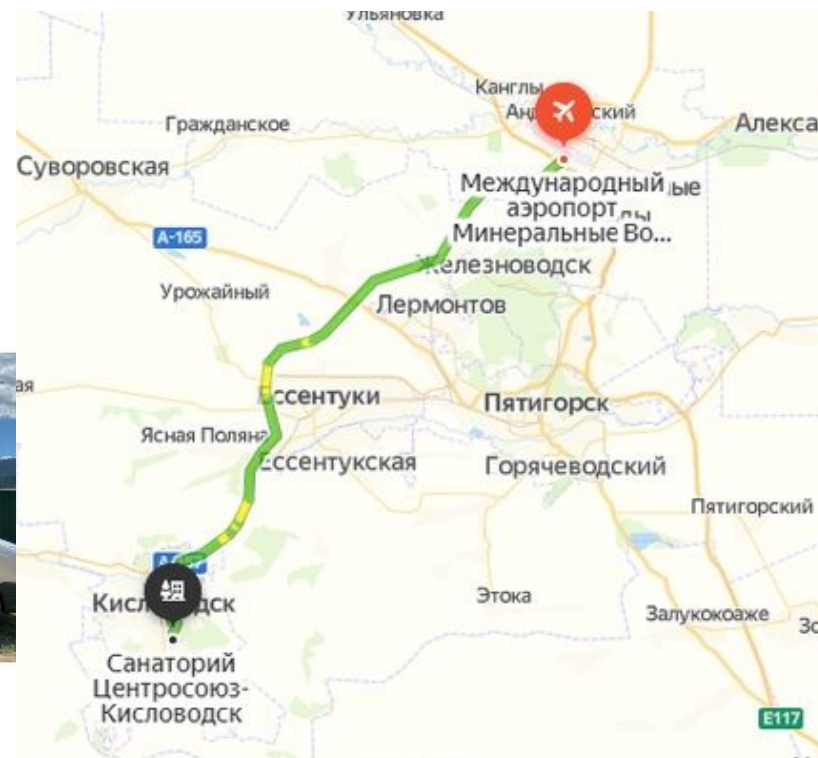 Ульяновка
Канглы
Гражданское
Алекса
Суворовская
Международный
аэропорт
Минеральные Во...
A-165
Железноводск
Урожайный
Лермонтов
Ессентуки
Пятигорск
Ясная Поляна
Ессентукская
Горячеводский
Пятигорский
Этока
Залукокоаже
Санаторий
Центросоюз-
Кисловодск
E117